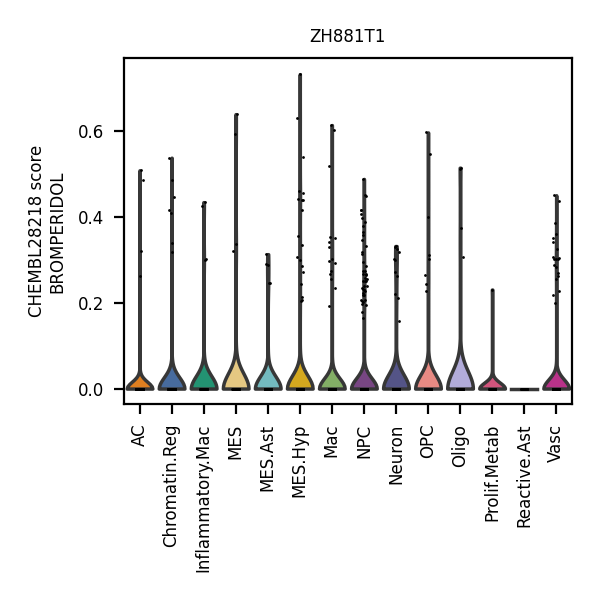 ZH881T1
CHEMBL28218 score
BROMPERIDOL
0.6
0.4
0.2
0.0
AC
Chromatin.Reg
Inflammatory.Mac
MES
MES.Ast
MES.Hyp
Mac
NPC
Neuron
OPC
Oligo
Prolif.Metab
Reactive.Ast
Vasc